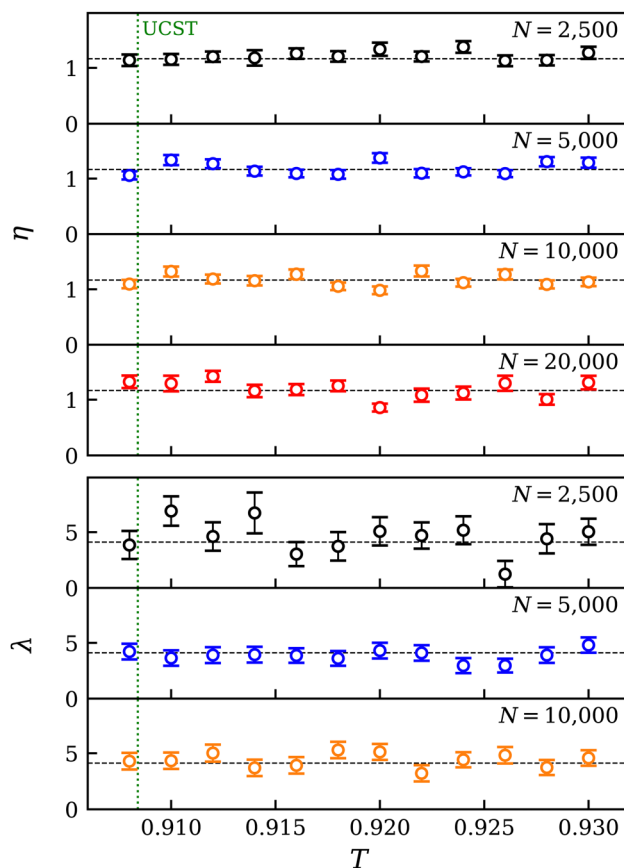 UCST
N = 2,500
1
0
N = 5,000
1
0
N = 10,000
1
0
N = 20,000
1
0
η
N = 2,500
5
0
N = 5,000
5
0
N = 10,000
5
0
λ
0.910 0.915 0.920 0.925 0.930
T